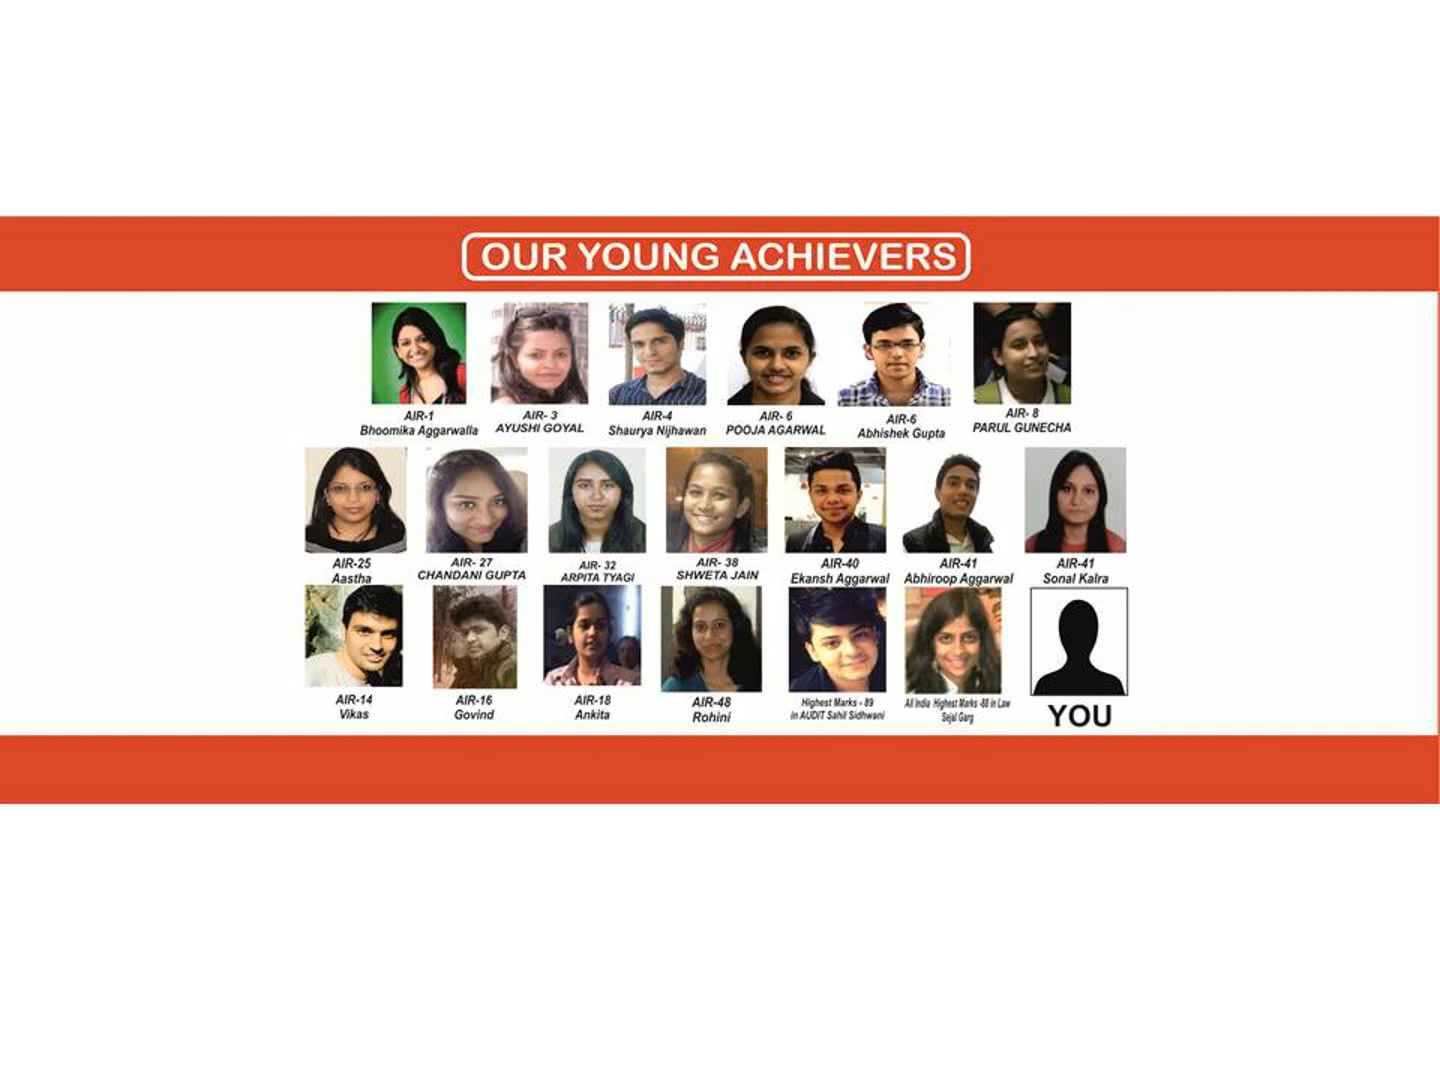 OUR YOUNG ACHIEVERS
AIR-1
Bhoomika Aggarwalla
AIR- 3
AYUSHI GOYAL
AIR-4
Shaurya Nijhawan
AIR- 6
POOJA AGARWAL
AIR-6
Abhishek Gupta
AIR- 8
PARUL GUNECHA
AIR-25
Aastha
AIR- 27
CHANDANI GUPTA
AIR- 32
ARPITA TYAGI
AIR- 38
SHWETA JAIN
AIR-40
Ekansh Aggarwal
AIR-41
Abhiroop Aggarwal
AIR-41
Sonal Kalra
AIR-14
Vikas
AIR-16
Govind
AIR-18
Ankita
AIR-48
Rohini
Highest Marks - 89
in AUDIT Sahil Sidhwani
All India Highest Marks -88 in Law
Sejal Garg
YOU